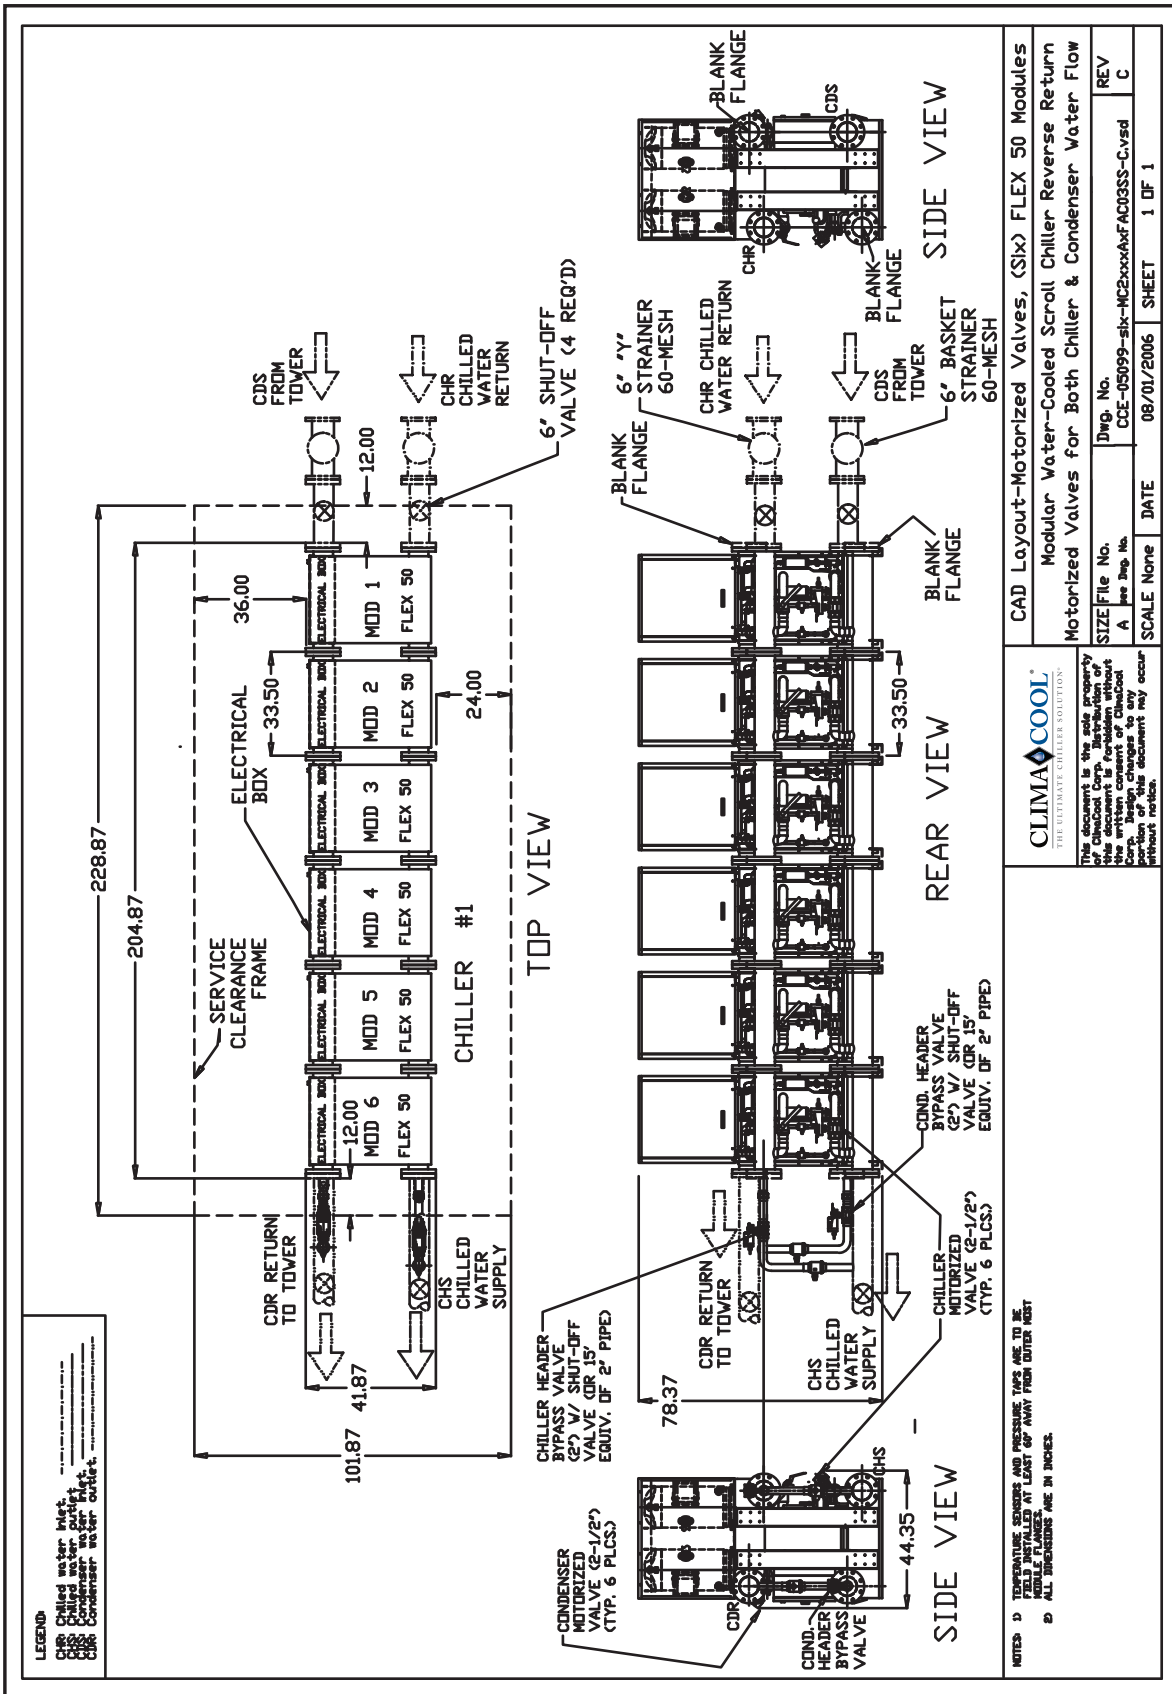 LEGEND:
CHR: Chilled water inlet.
CHS: Chilled water outlet
CDS: Condenser water inlet.
CDR: Condenser water outlet.
228.87
204.87
SERVICE
CLEARANCE
FRAME
ELECTRICAL
BOX
33.50
36.00
12.00
12.00
24.00
101.87
41.87
CDR RETURN
TO TOWER
CHS
CHILLED
WATER
SUPPLY
ELECTRICAL BOX
MOD 6
FLEX 50
ELECTRICAL BOX
MOD 5
FLEX 50
ELECTRICAL BOX
MOD 4
FLEX 50
ELECTRICAL BOX
MOD 3
FLEX 50
ELECTRICAL BOX
MOD 2
FLEX 50
ELECTRICAL BOX
MOD 1
FLEX 50
CDS
FROM
TOWER
CHR
CHILLED
WATER
RETURN
6" SHUT-OFF
VALVE (4 REQ'D)
CHILLER #1
TOP VIEW
CONDENSER
MOTORIZED
VALVE (2-1/2")
(TYP. 6 PLCS.)
CDR
COND.
HEADER
BYPASS
VALVE
CHS
44.35
SIDE VIEW
CHILLER HEADER
BYPASS VALVE
(2") W/ SHUT-OFF
VALVE (OR 15'
EQUIV. OF 2" PIPE)
78.37
CDR RETURN
TO TOWER
CHS
CHILLED
WATER
SUPPLY
CHILLER
MOTORIZED
VALVE (2-1/2")
(TYP. 6 PLCS.)
COND. HEADER
BYPASS VALVE
(2") W/ SHUT-OFF
VALVE (OR 15'
EQUIV. OF 2" PIPE)
33.50
REAR VIEW
BLANK
FLANGE
BLANK
FLANGE
6" "Y"
STRAINER
60-MESH
CHR CHILLED
WATER RETURN
CDS
FROM
TOWER
6" BASKET
STRAINER
60-MESH
BLANK
FLANGE
CHR
CDS
BLANK
FLANGE
SIDE VIEW
NOTES: 1) TEMPERATURE SENSORS AND PRESSURE TAPS ARE TO BE
FIELD INSTALLED AT LEAST 60" AWAY FROM OUTER MOST
MODULE FLANGES.
2) ALL DIMENSIONS ARE IN INCHES.
CLIMACOOL
THE ULTIMATE CHILLER SOLUTION
This document is the sole property
of ClimaCool Corp. Distribution of
this document is forbidden without
the written consent of ClimaCool
Corp. Design changes to any
portion of this document may occur
without notice.
CAD Layout-Motorized Valves, (Six) FLEX 50 Modules
Modular Water-Cooled Scroll Chiller Reverse Return
Motorized Valves for Both Chiller & Condenser Water Flow
SIZE
A
File No.
see Dwg. No.
Dwg. No.
CCE-05099-six-MC2xxxAxFAC03SS-C.vsd
REV
C
SCALE None
DATE
08/01/2006
SHEET
1 OF 1